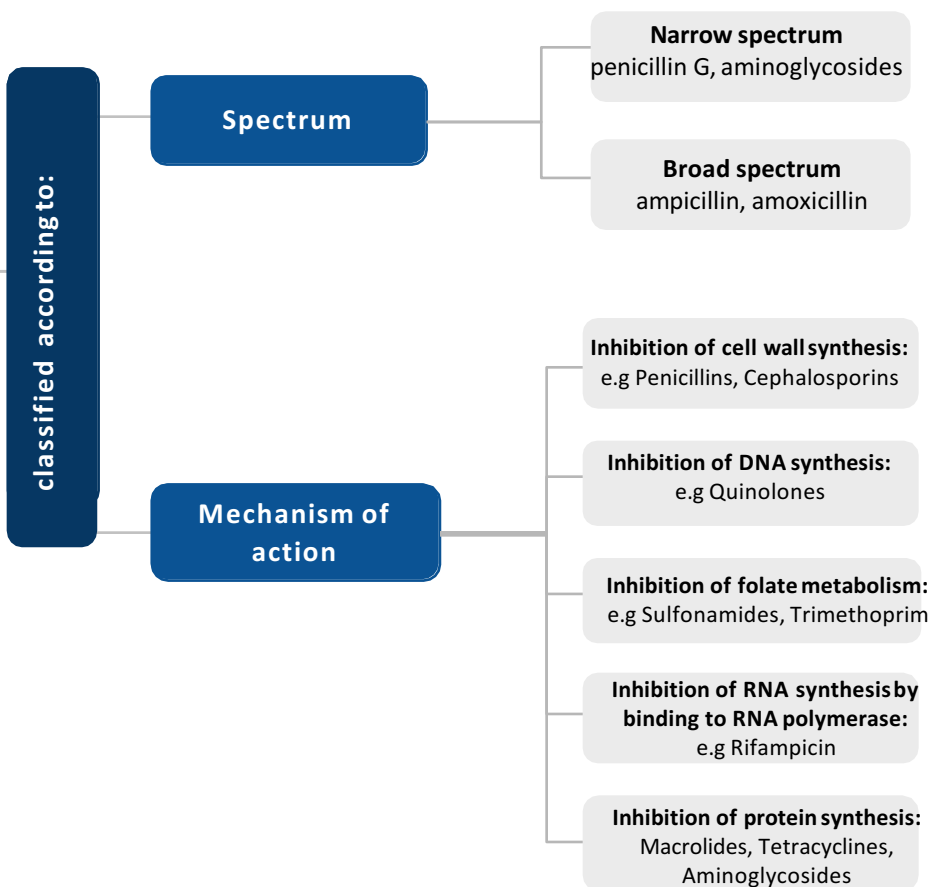 classified according to:
Spectrum
Narrow spectrum
penicillin G, aminoglycosides
Broad spectrum
ampicillin, amoxicillin
Mechanism of
action
Inhibition of cell wall synthesis:
e.g Penicillins, Cephalosporins
Inhibition of DNA synthesis:
e.g Quinolones
Inhibition of folate metabolism:
e.g Sulfonamides, Trimethoprim
Inhibition of RNA synthesis by
binding to RNA polymerase:
e.g Rifampicin
Inhibition of protein synthesis:
Macrolides, Tetracyclines,
Aminoglycosides